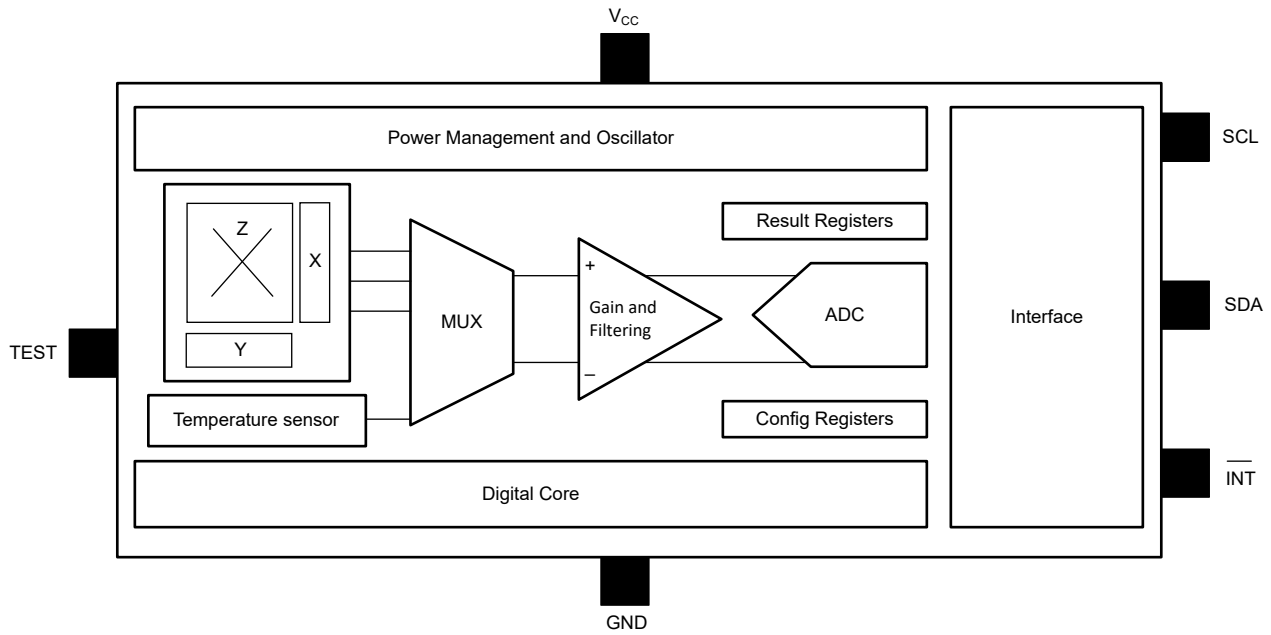 VCC
Power Management and Oscillator
SCL
Result Registers
Z
X
+
Gain and
Filtering
MUX
ADC
Interface
SDA
Y
TEST
–
Temperature sensor
Config Registers
INT
Digital Core
GND